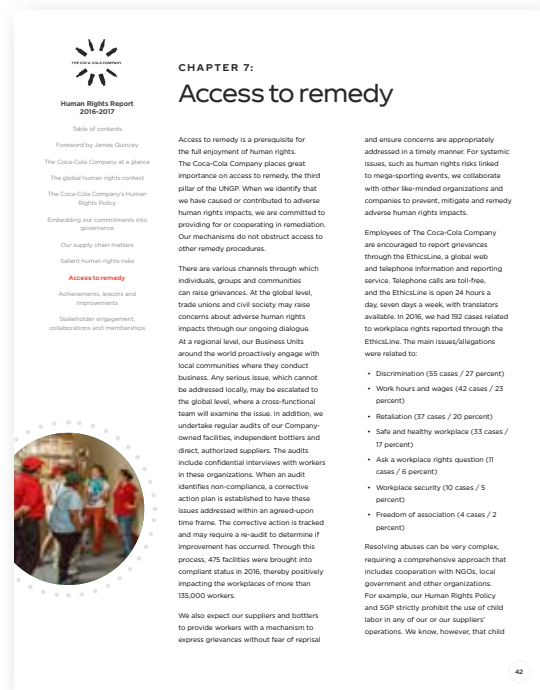 THE COCA-COLA COMPANY
Human Rights Report
2016-2017
Table of contents
Foreword by James Quincey
The Coca-Cola Company at a glance
The global human rights context
The Coca-Cola Company's Human
Rights Policy
Embedding our commitments into
governance
Our supply chain matters
Salient human rights risks
Access to remedy
Achievements, lessons and
improvements
Stakeholder engagement,
collaborations and memberships
CHAPTER 7:
Access to remedy
Access to remedy is a prerequisite for
the full enjoyment of human rights.
The Coca-Cola Company places great
importance on access to remedy, the third
pillar of the UNGP. When we identify that
we have caused or contributed to adverse
human rights impacts, we are committed to
providing for or cooperating in remediation.
Our mechanisms do not obstruct access to
other remedy procedures.
There are various channels through which
individuals, groups and communities
can raise grievances. At the global level,
trade unions and civil society may raise
concerns about adverse human rights
impacts through our ongoing dialogue.
At a regional level, our Business Units
around the world proactively engage with
local communities where they conduct
business. Any serious issue, which cannot
be addressed locally, may be escalated to
the global level, where a cross-functional
team will examine the issue. In addition, we
undertake regular audits of our Company-
owned facilities, independent bottlers and
direct, authorized suppliers. The audits
include confidential interviews with workers
in these organizations. When an audit
identifies non-compliance, a corrective
action plan is established to have these
issues addressed within an agreed-upon
time frame. The corrective action is tracked
and may require a re-audit to determine if
improvement has occurred. Through this
process, 475 facilities were brought into
compliant status in 2016, thereby positively
impacting the workplaces of more than
135,000 workers.
We also expect our suppliers and bottlers
to provide workers with a mechanism to
express grievances without fear of reprisal
and ensure concerns are appropriately
addressed in a timely manner. For systemic
issues, such as human rights risks linked
to mega-sporting events, we collaborate
with other like-minded organizations and
companies to prevent, mitigate and remedy
adverse human rights impacts.
Employees of The Coca-Cola Company
are encouraged to report grievances
through the EthicsLine, a global web
and telephone information and reporting
service. Telephone calls are toll-free,
and the EthicsLine is open 24 hours a
day, seven days a week, with translators
available. In 2016, we had 192 cases related
to workplace rights reported through the
EthicsLine. The main issues/allegations
were related to:
• Discrimination (55 cases / 27 percent)
• Work hours and wages (42 cases / 23
percent)
• Retaliation (37 cases / 20 percent)
• Safe and healthy workplace (33 cases /
17 percent)
• Ask a workplace rights question (11
cases / 6 percent)
• Workplace security (10 cases / 5
percent)
• Freedom of association (4 cases / 2
percent)
Resolving abuses can be very complex,
requiring a comprehensive approach that
includes cooperation with NGOs, local
government and other organizations.
For example, our Human Rights Policy
and SGP strictly prohibit the use of child
labor in any of our or our suppliers'
operations. We know, however, that child
42